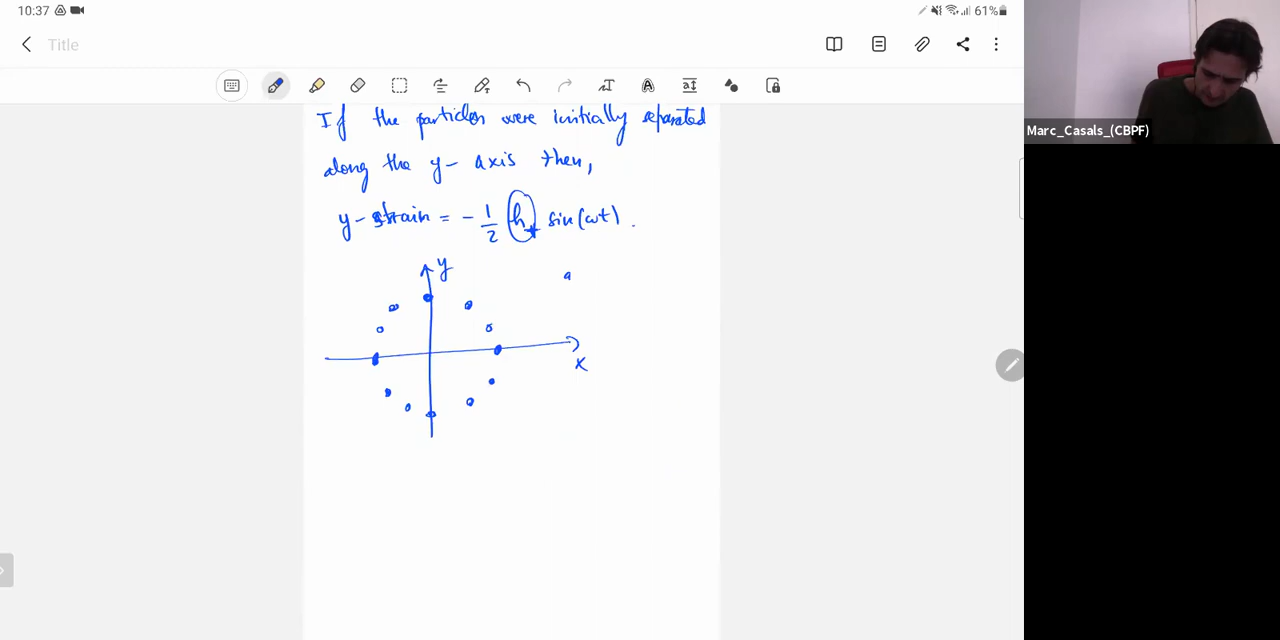 10:37
61%
Title
If the particles were initially separated
along the y-axis then,
y-strain = - 1/2 h+ sin(ωt).
y
x
a
Marc_Casals_(CBPF)